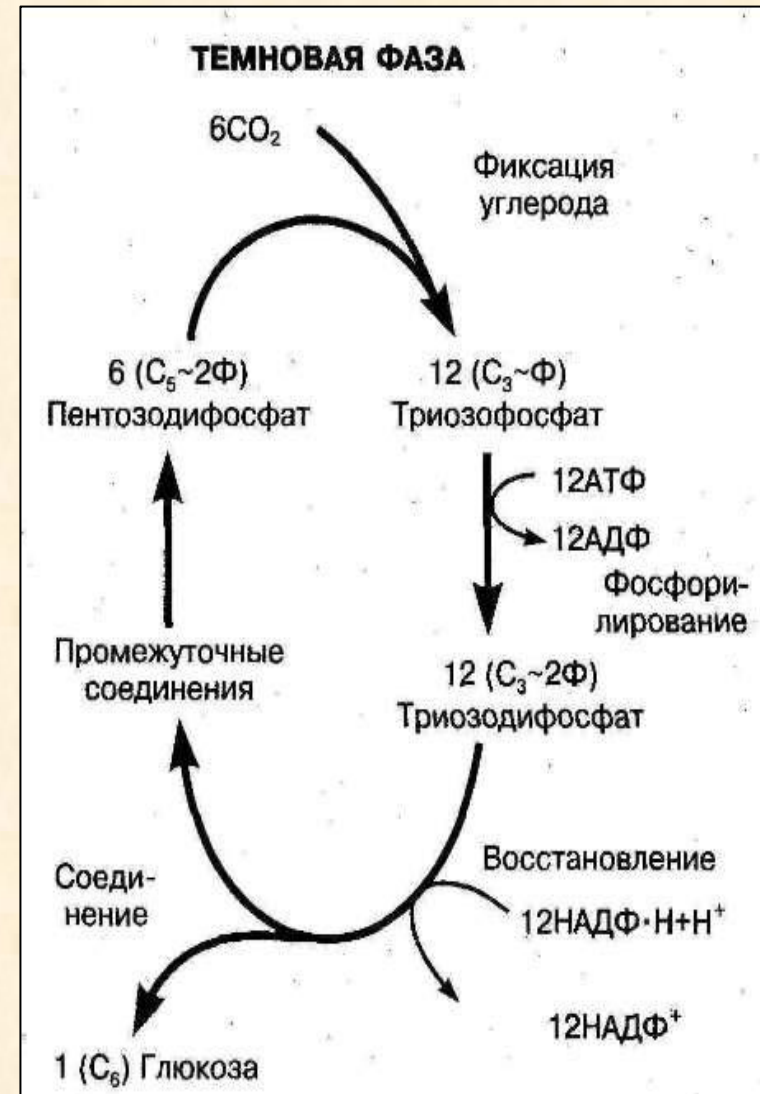 ТЕМНОВАЯ ФАЗА
6CO₂
Фиксация
углерода
6 (C₅~2Ф)
Пентозодифосфат
12 (C₃~Ф)
Триозофосфат
12АТФ
12АДФ
Фосфори-
лирование
Промежуточные
соединения
12 (C₃~2Ф)
Триозодифосфат
Соеди-
нение
Восстановление
12НАДФ·Н+Н⁺
12НАДФ⁺
1 (C₆) Глюкоза